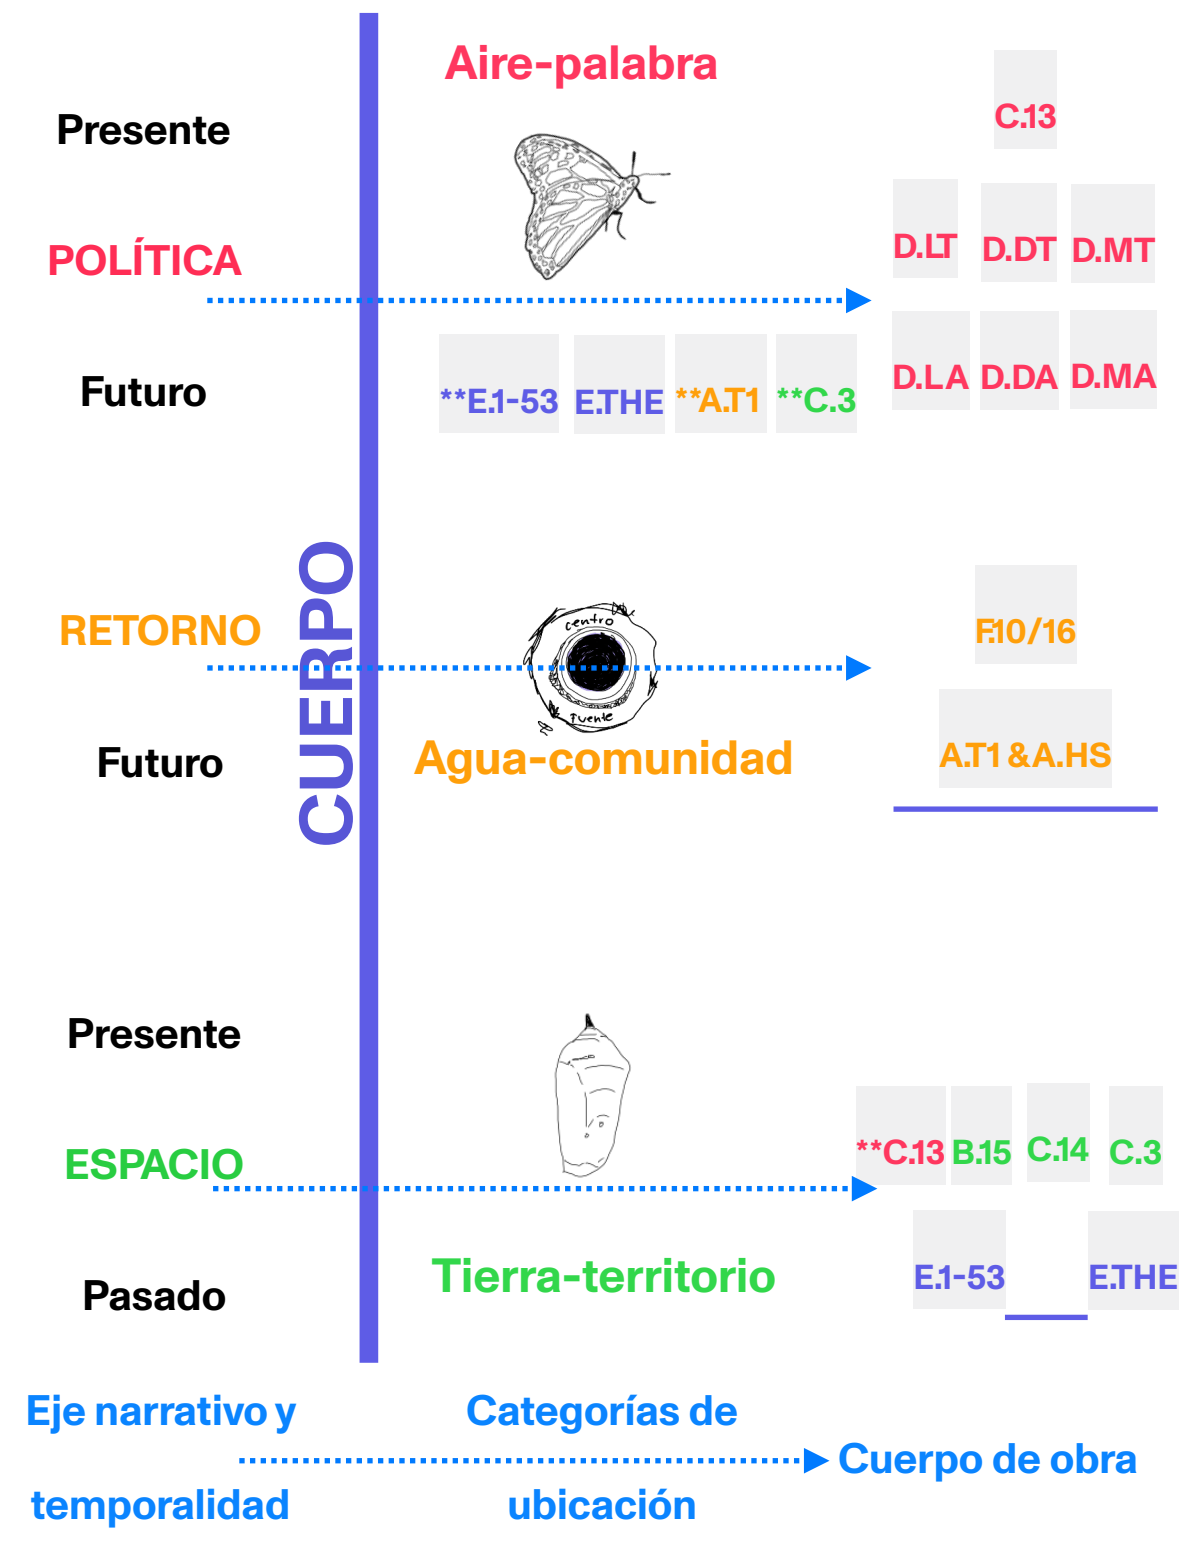 Aire-palabra
Presente
C.13
POLÍTICA
D.LT D.DT D.MT
Futuro
**E.1-53 E.THE **A.T1 **C.3
D.LA D.DA D.MA
CUERPO
RETORNO
centro
fuente
F.10/16
Futuro
Agua-comunidad
A.T1 & A.HS
Presente
ESPACIO
**C.13 B.15 C.14 C.3
Tierra-territorio
E.1-53 E.THE
Pasado
Eje narrativo y
temporalidad
Categorías de
ubicación
Cuerpo de obra